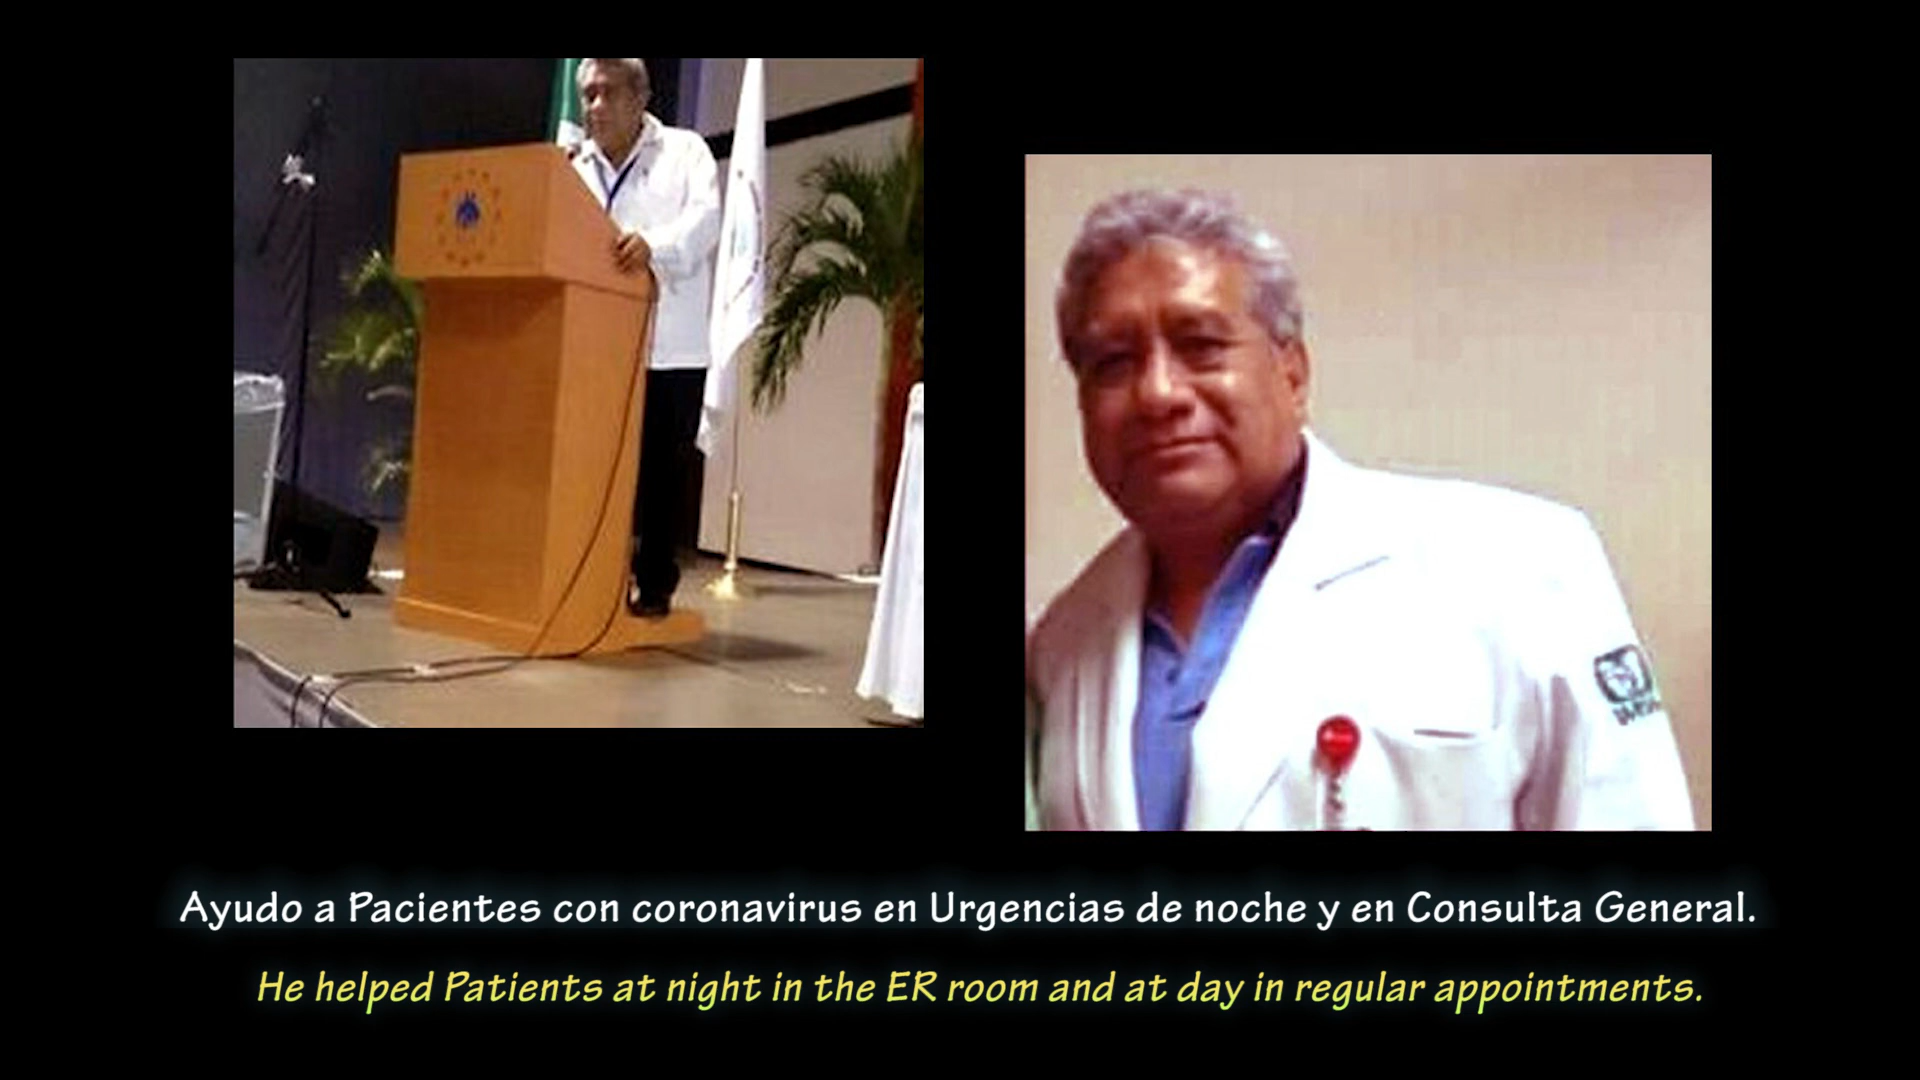 Ayudo a Pacientes con coronavirus en Urgencias de noche y en Consulta General.
He helped Patients at night in the ER room and at day in regular appointments.